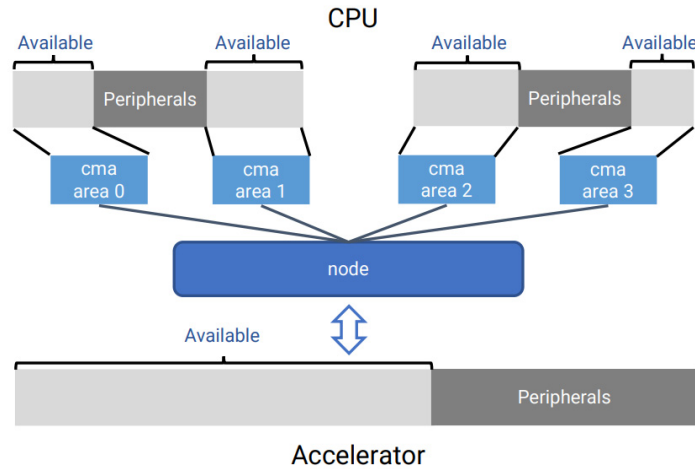 CPU
Available
Available
Available
Available
Peripherals
Peripherals
cma
area 0
cma
area 1
cma
area 2
cma
area 3
node
Available
Peripherals
Accelerator